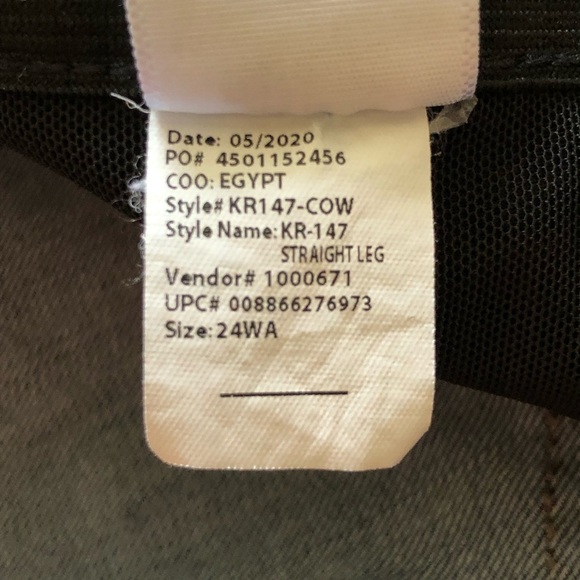 Date: 05/2020
PO# 4501152456
COO: EGYPT
Style# KR147-COW
Style Name: KR-147
STRAIGHT LEG
Vendor# 1000671
UPC# 008866276973
Size: 24WA